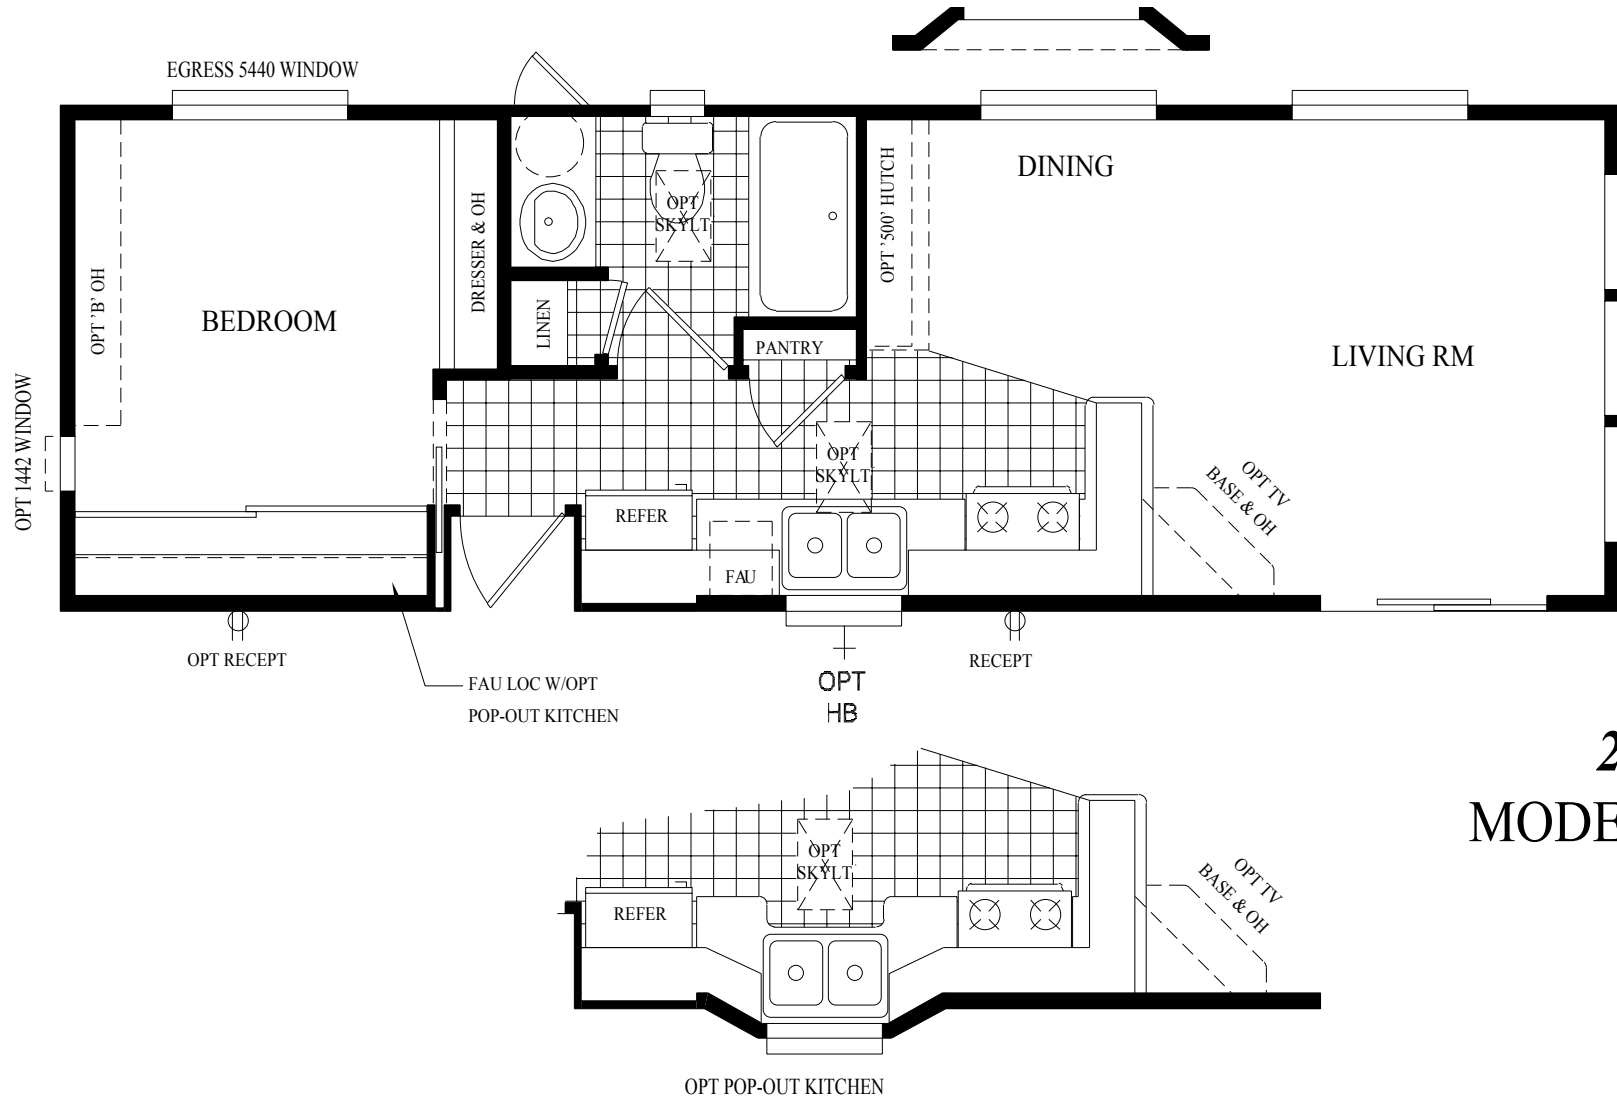 EGRESS 5440 WINDOW
OPT 'B' OH
BEDROOM
DRESSER & OH
LINEN
OPT
SKYLT
PANTRY
OPT '500' HUTCH
DINING
LIVING RM
OPT 1442 WINDOW
OPT
SKYLT
REFER
FAU
OPT TV
BASE & OH
OPT RECEPT
FAU LOC W/OPT
POP-OUT KITCHEN
OPT
HB
RECEPT
2
MODE
OPT
SKYLT
REFER
OPT TV
BASE & OH
OPT POP-OUT KITCHEN